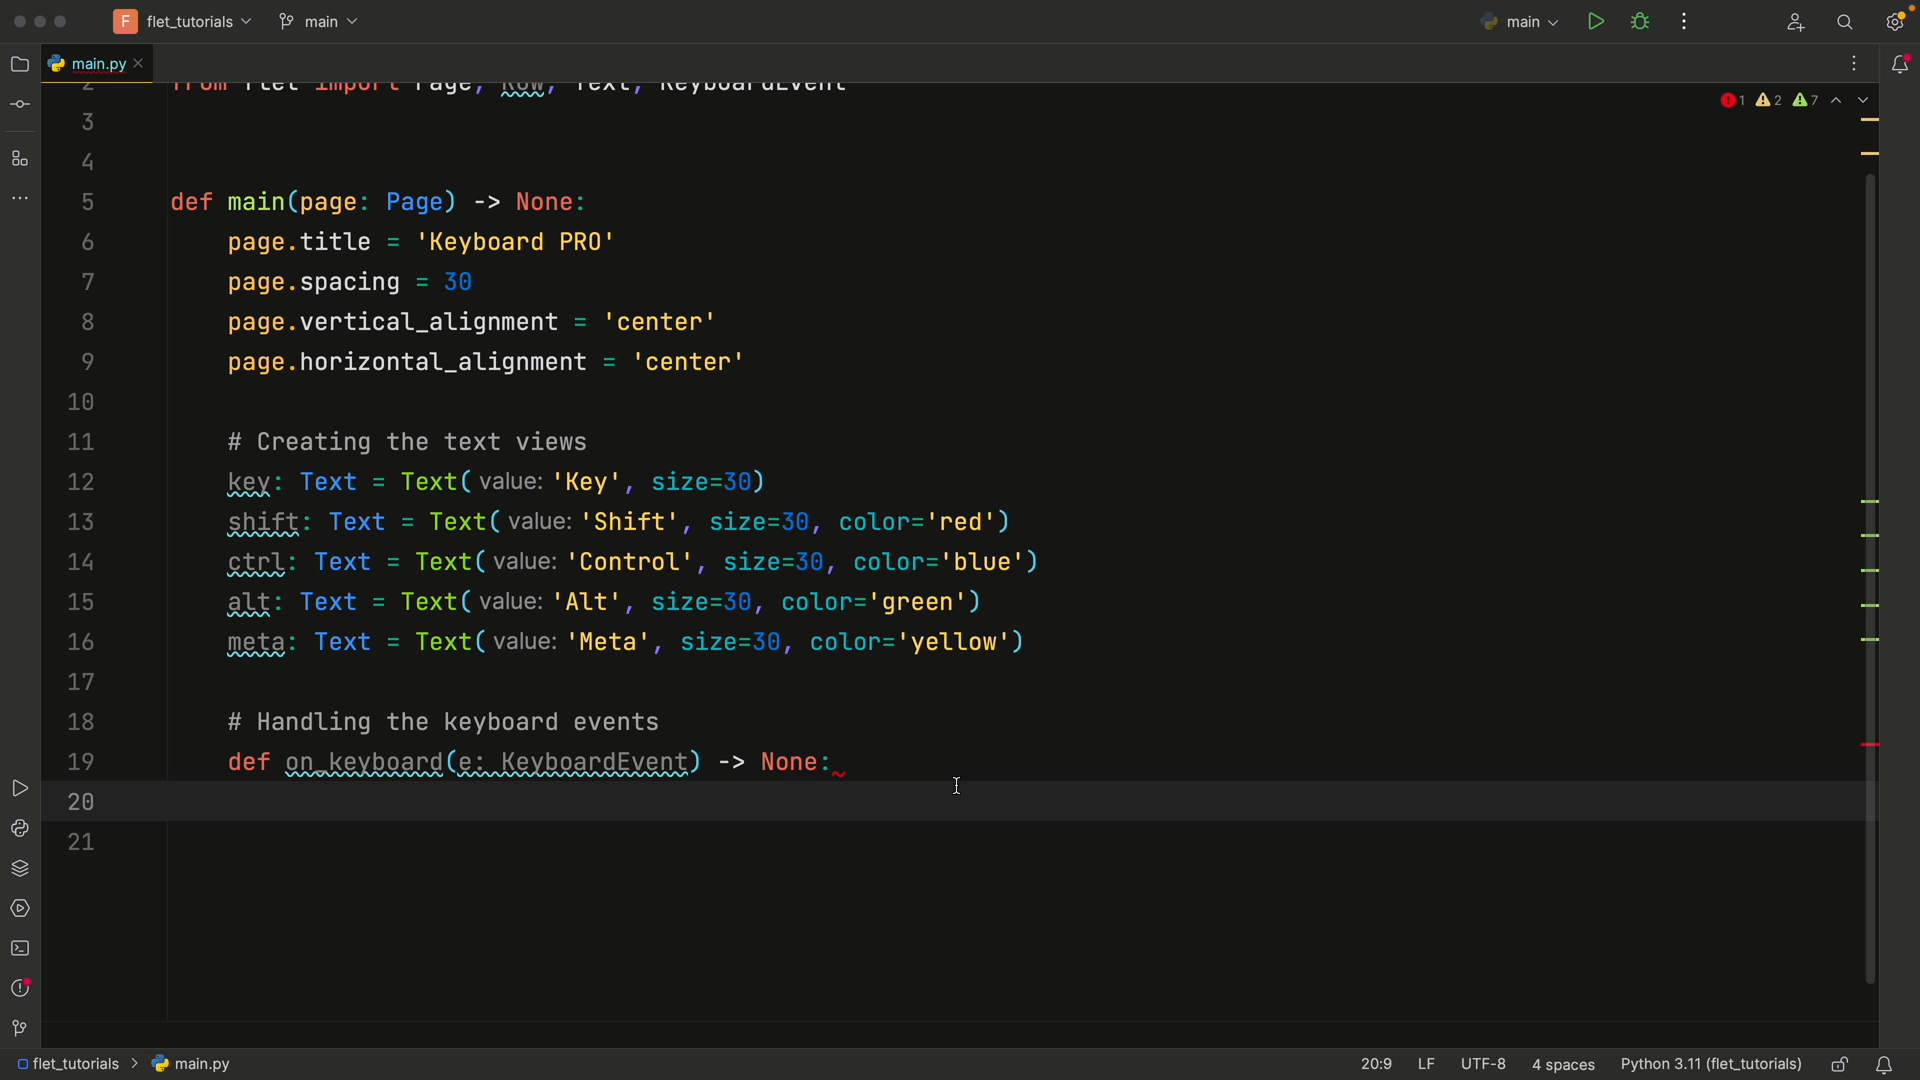 F flet_tutorials main main
main.py
2 from flet import Page, Row, Text, KeyboardEvent
1 2 7
3
4
5 def main(page: Page) -> None:
6 page.title = 'Keyboard PRO'
7 page.spacing = 30
8 page.vertical_alignment = 'center'
9 page.horizontal_alignment = 'center'
10
11 # Creating the text views
12 key: Text = Text( value: 'Key', size=30)
13 shift: Text = Text( value: 'Shift', size=30, color='red')
14 ctrl: Text = Text( value: 'Control', size=30, color='blue')
15 alt: Text = Text( value: 'Alt', size=30, color='green')
16 meta: Text = Text( value: 'Meta', size=30, color='yellow')
17
18 # Handling the keyboard events
19 def on_keyboard(e: KeyboardEvent) -> None:
20
21
flet_tutorials > main.py 20:9 LF UTF-8 4 spaces Python 3.11 (flet_tutorials)